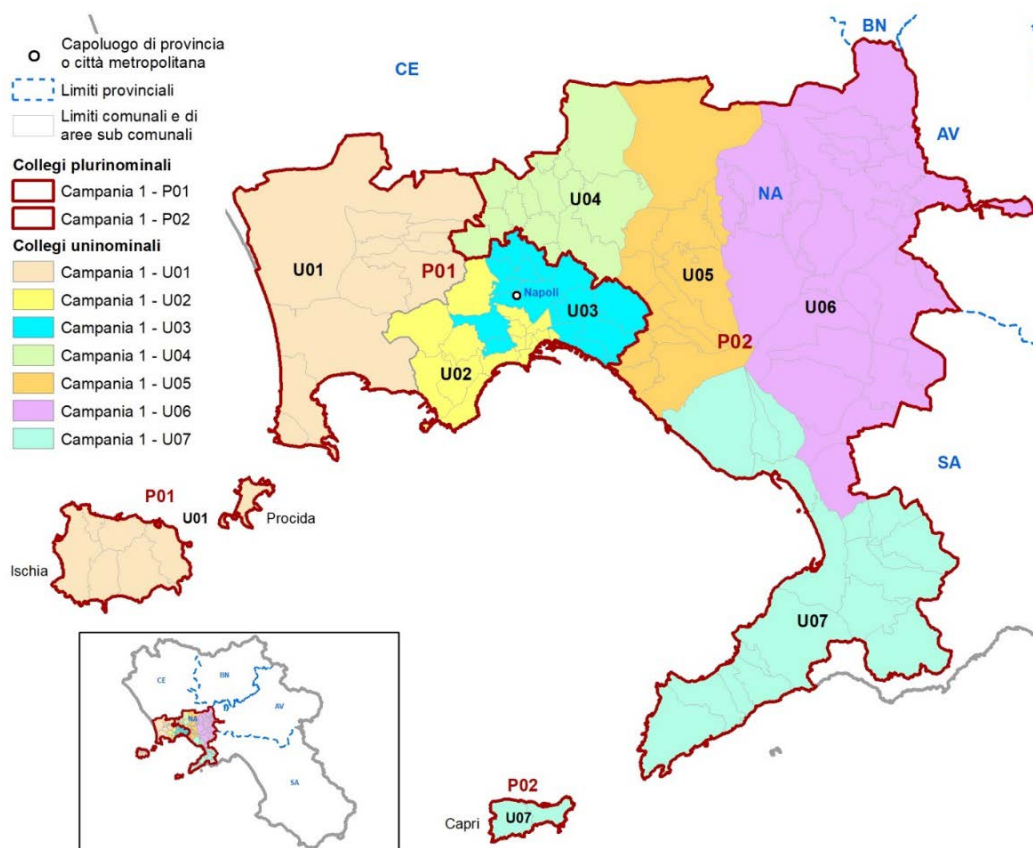 Capoluogo di provincia
o città metropolitana
Limiti provinciali
Limiti comunali e di
aree sub comunali
Collegi plurinominali
Campania 1 - P01
Campania 1 - P02
Collegi uninominali
Campania 1 - U01
Campania 1 - U02
Campania 1 - U03
Campania 1 - U04
Campania 1 - U05
Campania 1 - U06
Campania 1 - U07
BN
CE
AV
NA
U04
U01
P01
U05
Napoli
U03
U06
P02
U02
SA
P01
U01
Procida
Ischia
U07
P02
Capri
U07
CE
BN
NA
AV
SA